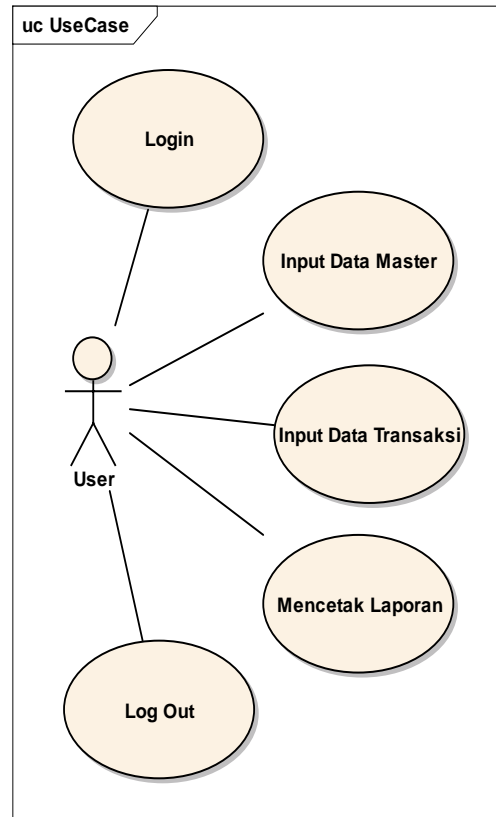 uc UseCase
Login
Input Data Master
Input Data Transaksi
User
Mencetak Laporan
Log Out